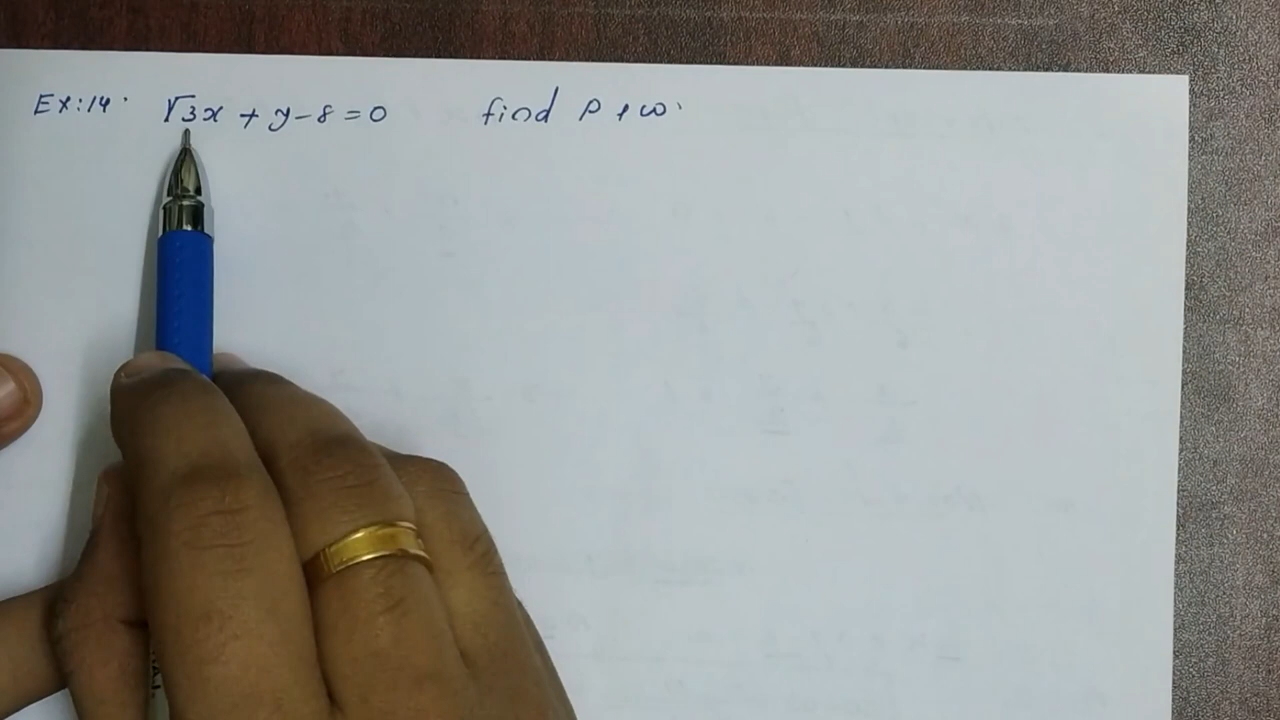 Ex:14. √3x + y - 8 = 0 find p & ω.